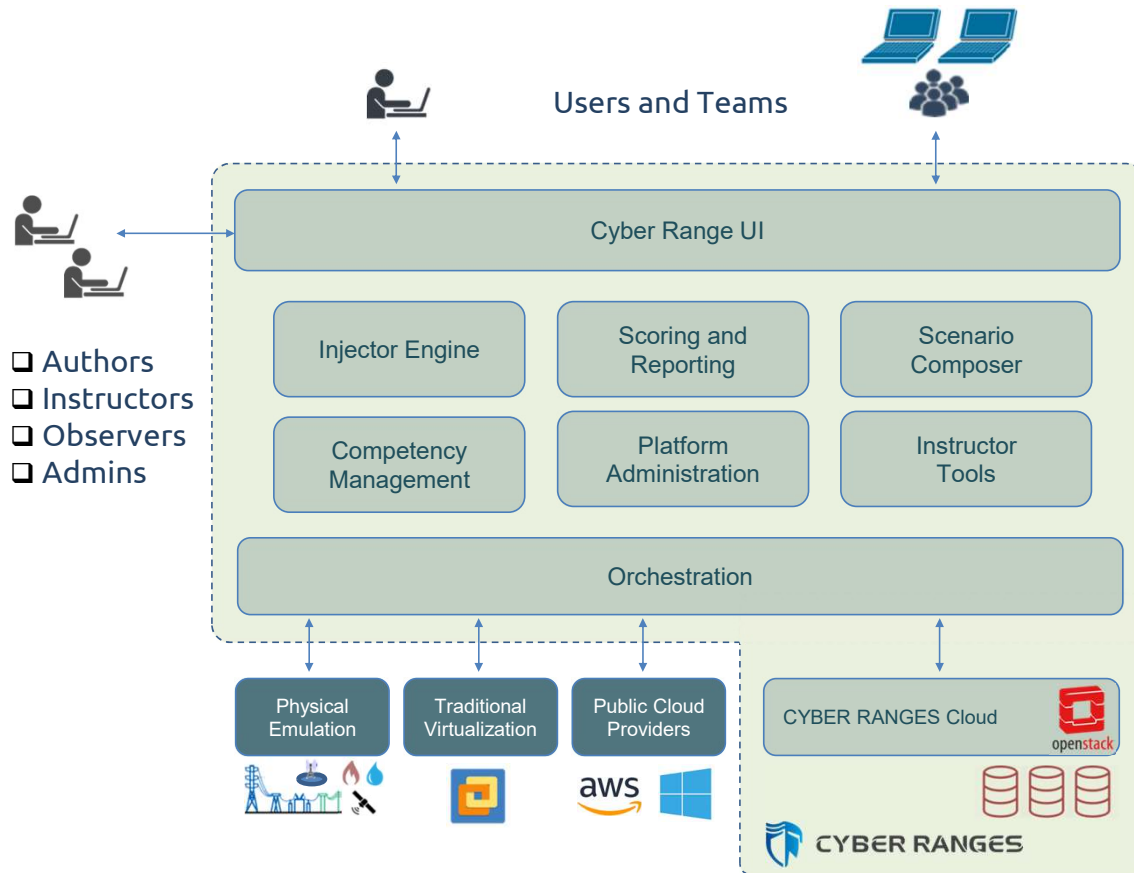 Users and Teams
Cyber Range UI
Authors
Instructors
Observers
Admins
Injector Engine
Scoring and
Reporting
Scenario
Composer
Competency
Management
Platform
Administration
Instructor
Tools
Orchestration
Physical
Emulation
Traditional
Virtualization
Public Cloud
Providers
CYBER RANGES Cloud
openstack
aws
CYBER RANGES